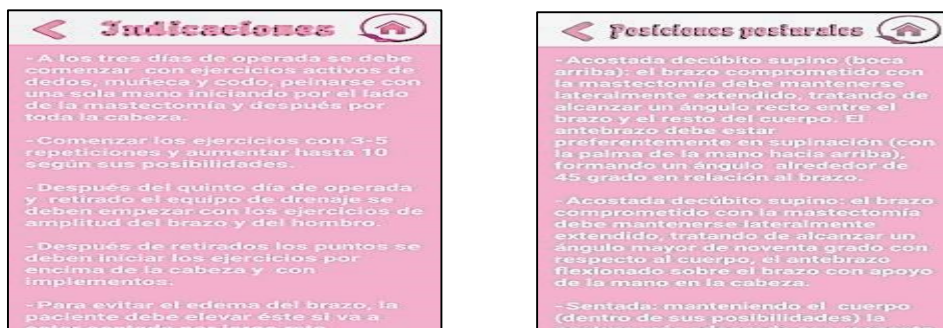 Indicaciones
-A los tres días de operada se debe
comenzar con ejercicios activos de
dedos, muñeca y codo, peinarse con
una sola mano iniciando por el lado
de la mastectomía y después por
toda la cabeza.
-Comenzar los ejercicios con 3-5
repeticiones y aumentar hasta 10
según sus posibilidades.
-Después del quinto día de operada
y retirado el equipo de drenaje se
deben empezar con los ejercicios de
amplitud del brazo y del hombro.
-Después de retirados los puntos se
deben iniciar los ejercicios por
encima de la cabeza y con
implementos.
-Para evitar el edema del brazo, la
paciente debe elevar éste si va a
Posiciones posturales
-Acostada decúbito supino (boca
arriba): el brazo comprometido con
la mastectomía debe mantenerse
lateralmente extendido, tratando de
alcanzar un ángulo recto entre el
brazo y el resto del cuerpo. El
antebrazo debe estar
preferentemente en supinación (con
la palma de la mano hacia arriba),
formando un ángulo alrededor de
45 grado en relación al brazo.
-Acostada decúbito supino: el brazo
comprometido con la mastectomía
debe mantenerse lateralmente
extendido, tratando de alcanzar un
ángulo mayor de noventa grado con
respecto al cuerpo, el antebrazo
flexionado sobre el brazo con apoyo
de la mano en la cabeza.
-Sentada: manteniendo el cuerpo
(dentro de sus posibilidades) la